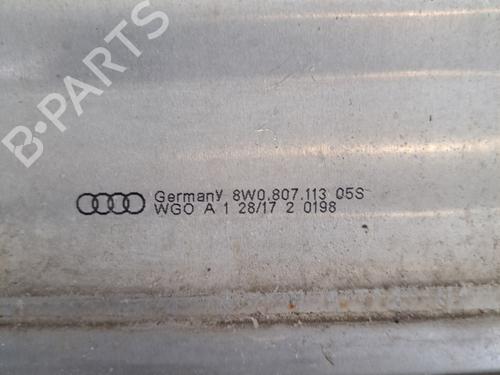 B-PARTS
Germany 8W0.807.113 05S
WGO A 1 28/17 2 0198